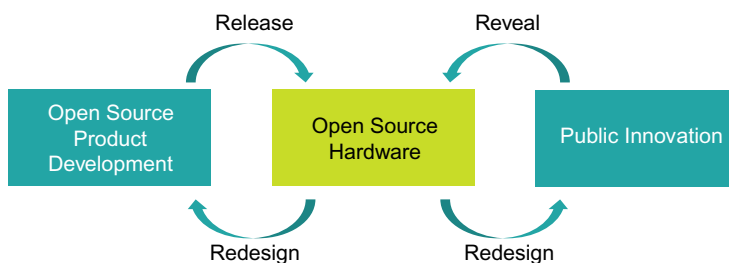 Release
Reveal
Open Source
Product
Development
Open Source
Hardware
Public Innovation
Redesign
Redesign